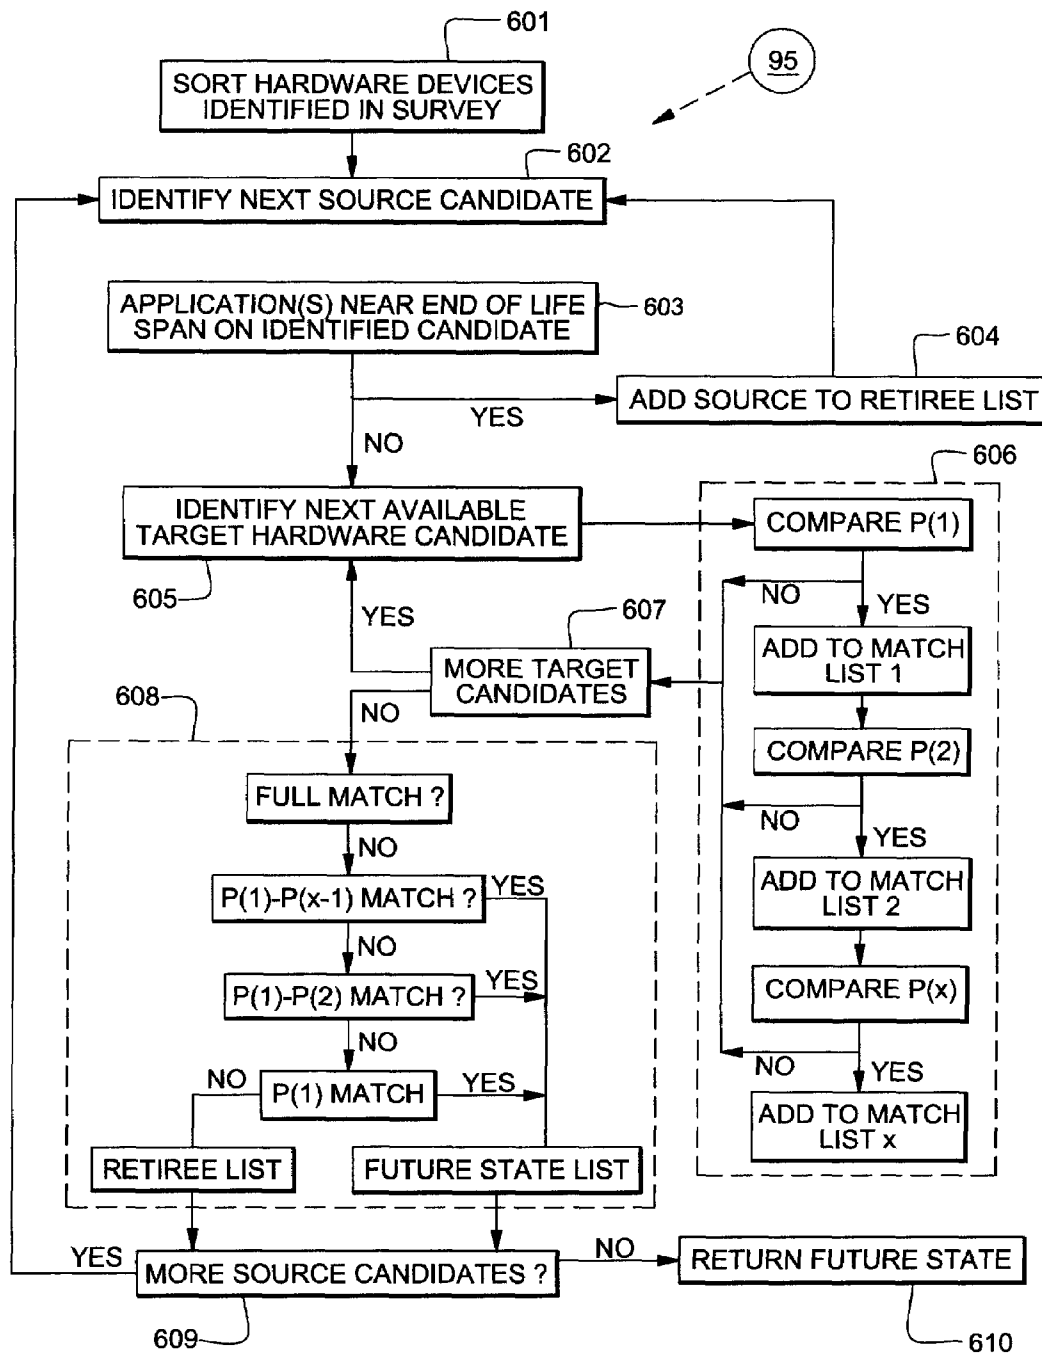 601
95
SORT HARDWARE DEVICES
IDENTIFIED IN SURVEY
602
IDENTIFY NEXT SOURCE CANDIDATE
APPLICATION(S) NEAR END OF LIFE
SPAN ON IDENTIFIED CANDIDATE
603
604
ADD SOURCE TO RETIREE LIST
YES
NO
606
IDENTIFY NEXT AVAILABLE
TARGET HARDWARE CANDIDATE
605
COMPARE P(1)
NO
YES
YES
607
ADD TO MATCH
LIST 1
MORE TARGET
CANDIDATES
608
NO
COMPARE P(2)
NO
YES
FULL MATCH ?
NO
ADD TO MATCH
LIST 2
P(1)-P(x-1) MATCH ?
YES
NO
COMPARE P(x)
P(1)-P(2) MATCH ?
YES
NO
NO
YES
NO
P(1) MATCH
YES
ADD TO MATCH
LIST x
RETIREE LIST
FUTURE STATE LIST
YES
MORE SOURCE CANDIDATES ?
NO
RETURN FUTURE STATE
609
610